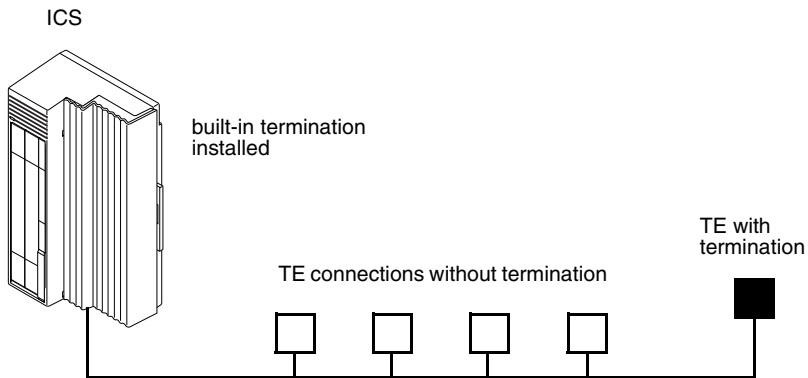 ICS
built-in termination
installed
TE with
termination
TE connections without termination